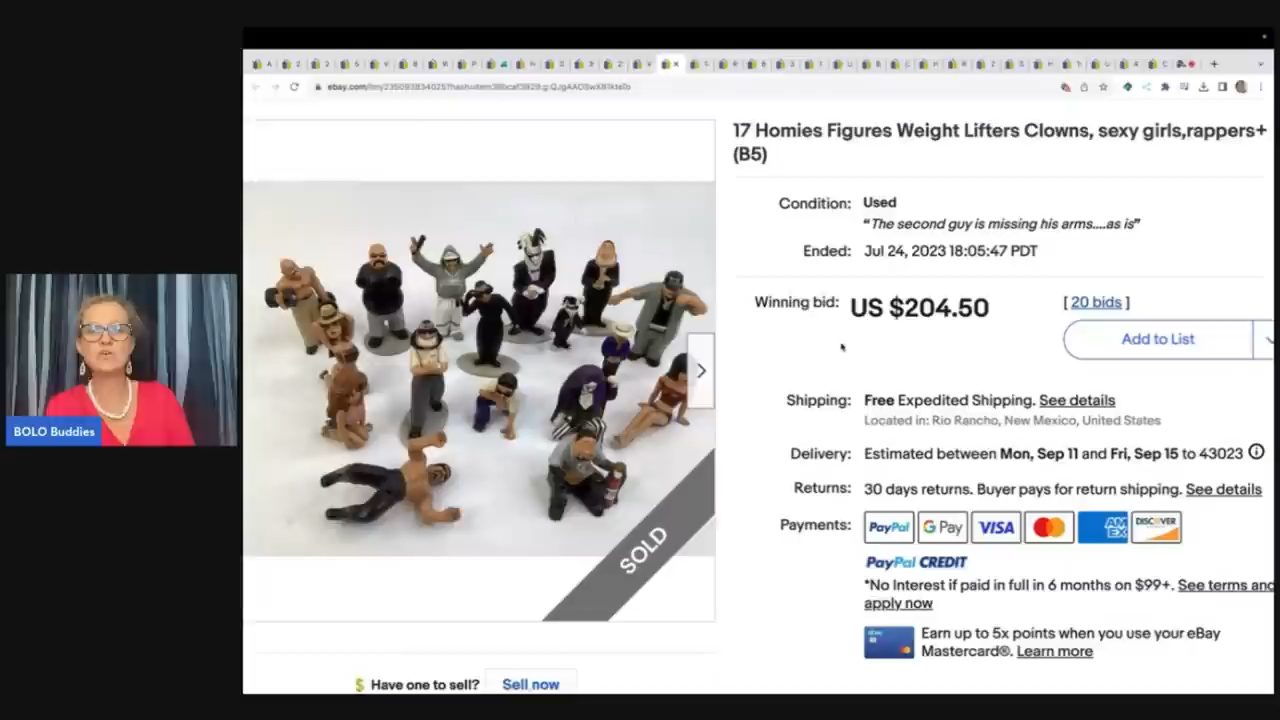 ebay.com/itm/
17 Homies Figures Weight Lifters Clowns, sexy girls,rappers+
(B5)
Condition: Used
“The second guy is missing his arms....as is”
Ended: Jul 24, 2023 18:05:47 PDT
Winning bid: US $204.50 [ 20 bids ]
Add to List
Shipping: Free Expedited Shipping. See details
Located in: Rio Rancho, New Mexico, United States
BOLO Buddies
Delivery: Estimated between Mon, Sep 11 and Fri, Sep 15 to 43023
Returns: 30 days returns. Buyer pays for return shipping. See details
Payments: PayPal G Pay VISA AM EX DISCOVER
PayPal CREDIT
SOLD
*No Interest if paid in full in 6 months on $99+. See terms and
apply now
Earn up to 5x points when you use your eBay
Mastercard®. Learn more
Have one to sell? Sell now